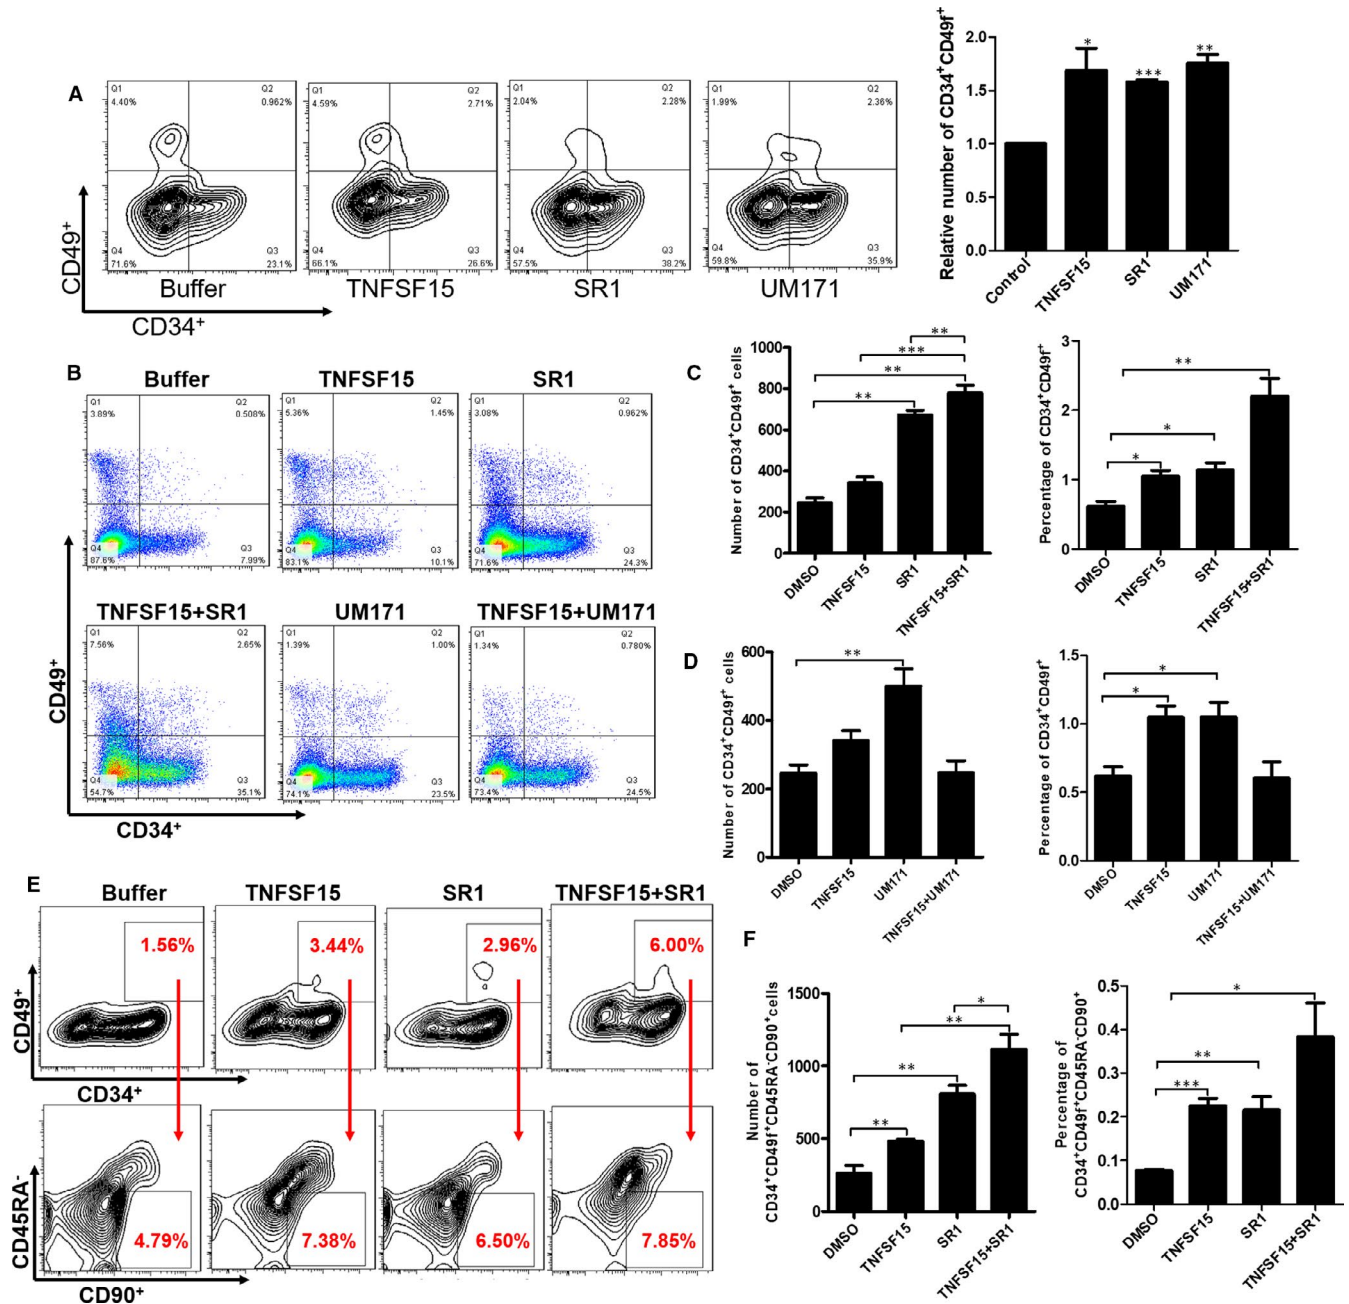 A
Q1 4.40% Q2 0.962% Q4 71.6% Q3 23.1%
Q1 4.59% Q2 2.71% Q4 66.1% Q3 26.6%
Q1 2.04% Q2 2.28% Q4 57.5% Q3 38.2%
Q1 1.99% Q2 2.36% Q4 59.8% Q3 35.9%
CD49⁺
Buffer TNFSF15 SR1 UM171
CD34⁺
Relative number of CD34⁺CD49f⁺
2.0
1.5
1.0
0.5
0.0
* *** **
Control TNFSF15 SR1 UM171
B
Buffer TNFSF15 SR1
Q1 3.89% Q2 0.508% Q4 87.6% Q3 7.99%
Q1 5.36% Q2 1.45% Q4 83.1% Q3 10.1%
Q1 3.08% Q2 0.962% Q4 71.6% Q3 24.3%
TNFSF15+SR1 UM171 TNFSF15+UM171
Q1 7.56% Q2 2.65% Q4 54.7% Q3 35.1%
Q1 1.39% Q2 1.00% Q4 74.1% Q3 23.5%
Q1 1.34% Q2 0.780% Q4 73.4% Q3 24.5%
CD49⁺
CD34⁺
C
Number of CD34⁺CD49f⁺ cells
1000
800
600
400
200
0
**
***
**
**
DMSO TNFSF15 SR1 TNFSF15+SR1
Percentage of CD34⁺CD49f⁺
3
2
1
0
**
*
*
DMSO TNFSF15 SR1 TNFSF15+SR1
D
Number of CD34⁺CD49f⁺ cells
600
400
200
0
**
DMSO TNFSF15 UM171 TNFSF15+UM171
Percentage of CD34⁺CD49f⁺
1.5
1.0
0.5
0.0
*
*
DMSO TNFSF15 UM171 TNFSF15+UM171
E
Buffer TNFSF15 SR1 TNFSF15+SR1
1.56% 3.44% 2.96% 6.00%
CD49⁺
CD34⁺
4.79% 7.38% 6.50% 7.85%
CD45RA⁻
CD90⁺
F
Number of
CD34⁺CD49f⁺CD45RA⁻CD90⁺cells
1500
1000
500
0
*
**
**
**
DMSO TNFSF15 SR1 TNFSF15+SR1
Percentage of
CD34⁺CD49f⁺CD45RA⁻CD90⁺
0.5
0.4
0.3
0.2
0.1
0.0
*
**
***
DMSO TNFSF15 SR1 TNFSF15+SR1